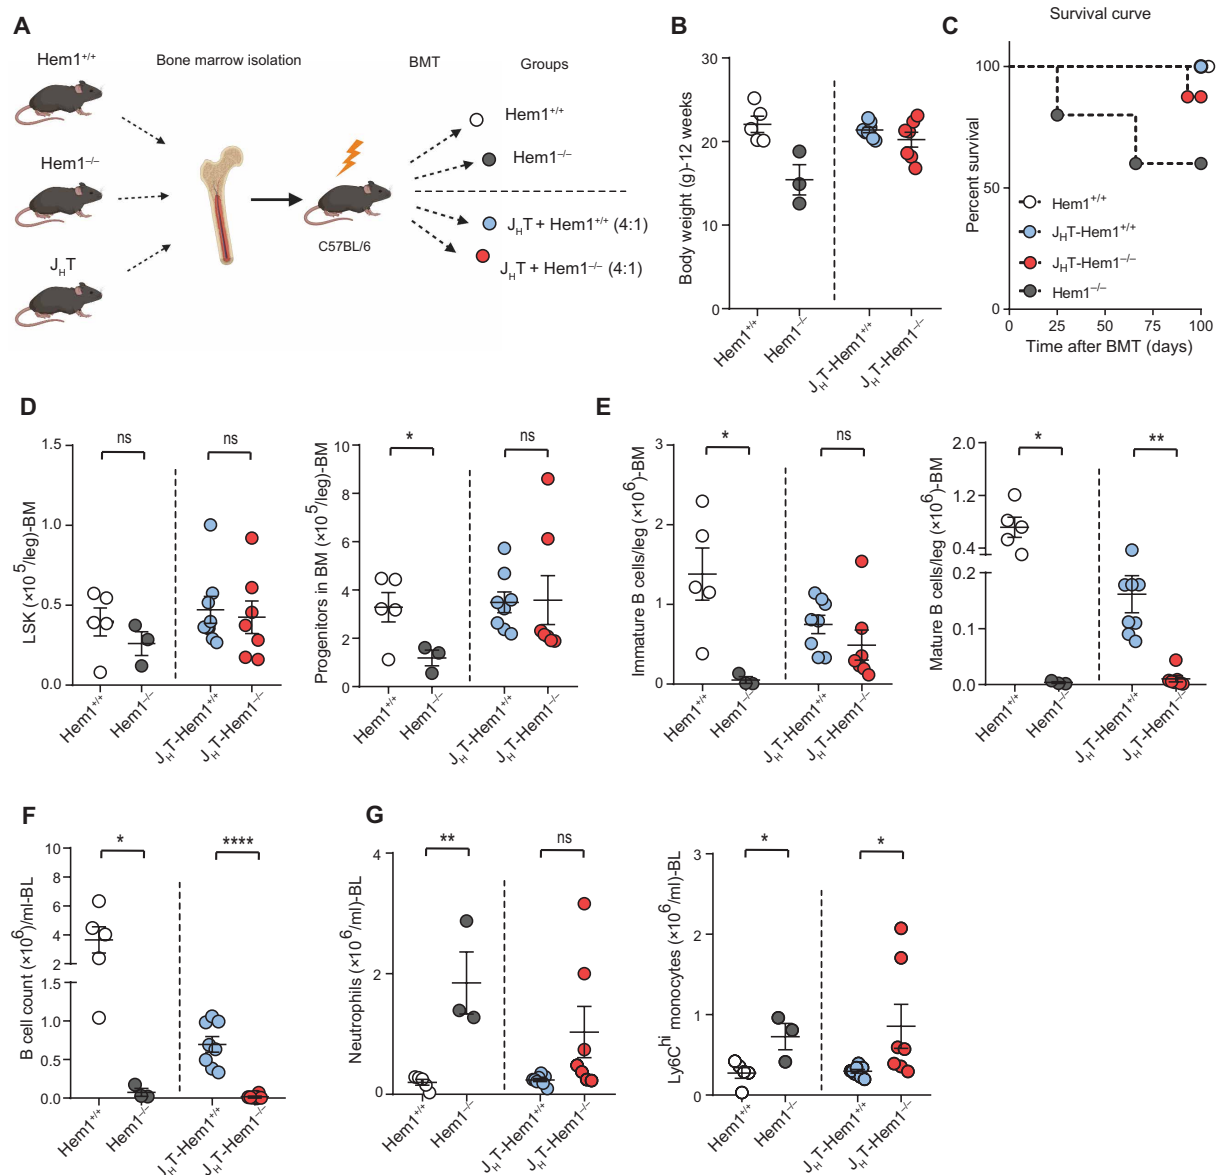 A
Hem1+/+
Hem1−/−
JHT
Bone marrow isolation
BMT
Groups
C57BL/6
Hem1+/+
Hem1−/−
JHT + Hem1+/+ (4:1)
JHT + Hem1−/− (4:1)
B
Body weight (g)-12 weeks
30
20
10
0
Hem1+/+
Hem1−/−
JHT-Hem1+/+
JHT-Hem1−/−
C
Survival curve
Percent survival
100
50
0
Hem1+/+
JHT-Hem1+/+
JHT-Hem1−/−
Hem1−/−
0 25 50 75 100
Time after BMT (days)
D
LSK (×10^5/leg)-BM
1.5
1.0
0.5
0.0
ns
ns
Hem1+/+
Hem1−/−
JHT-Hem1+/+
JHT-Hem1−/−
Progenitors in BM (×10^5/leg)-BM
10
8
6
4
2
0
*
ns
Hem1+/+
Hem1−/−
JHT-Hem1+/+
JHT-Hem1−/−
E
Immature B cells/leg (×10^6)-BM
3
2
1
0
*
ns
Hem1+/+
Hem1−/−
JHT-Hem1+/+
JHT-Hem1−/−
Mature B cells/leg (×10^6)-BM
2.0
1.2
0.4
0.2
0.1
0.0
*
**
Hem1+/+
Hem1−/−
JHT-Hem1+/+
JHT-Hem1−/−
F
B cell count (×10^6)/ml-BL
10
8
6
4
2
1.5
1.0
0.5
0.0
*
****
Hem1+/+
Hem1−/−
JHT-Hem1+/+
JHT-Hem1−/−
G
Neutrophils (×10^6/ml)-BL
4
2
0
**
ns
Hem1+/+
Hem1−/−
JHT-Hem1+/+
JHT-Hem1−/−
Ly6Chi monocytes (×10^6/ml)-BL
3
2
1
0
*
*
Hem1+/+
Hem1−/−
JHT-Hem1+/+
JHT-Hem1−/−